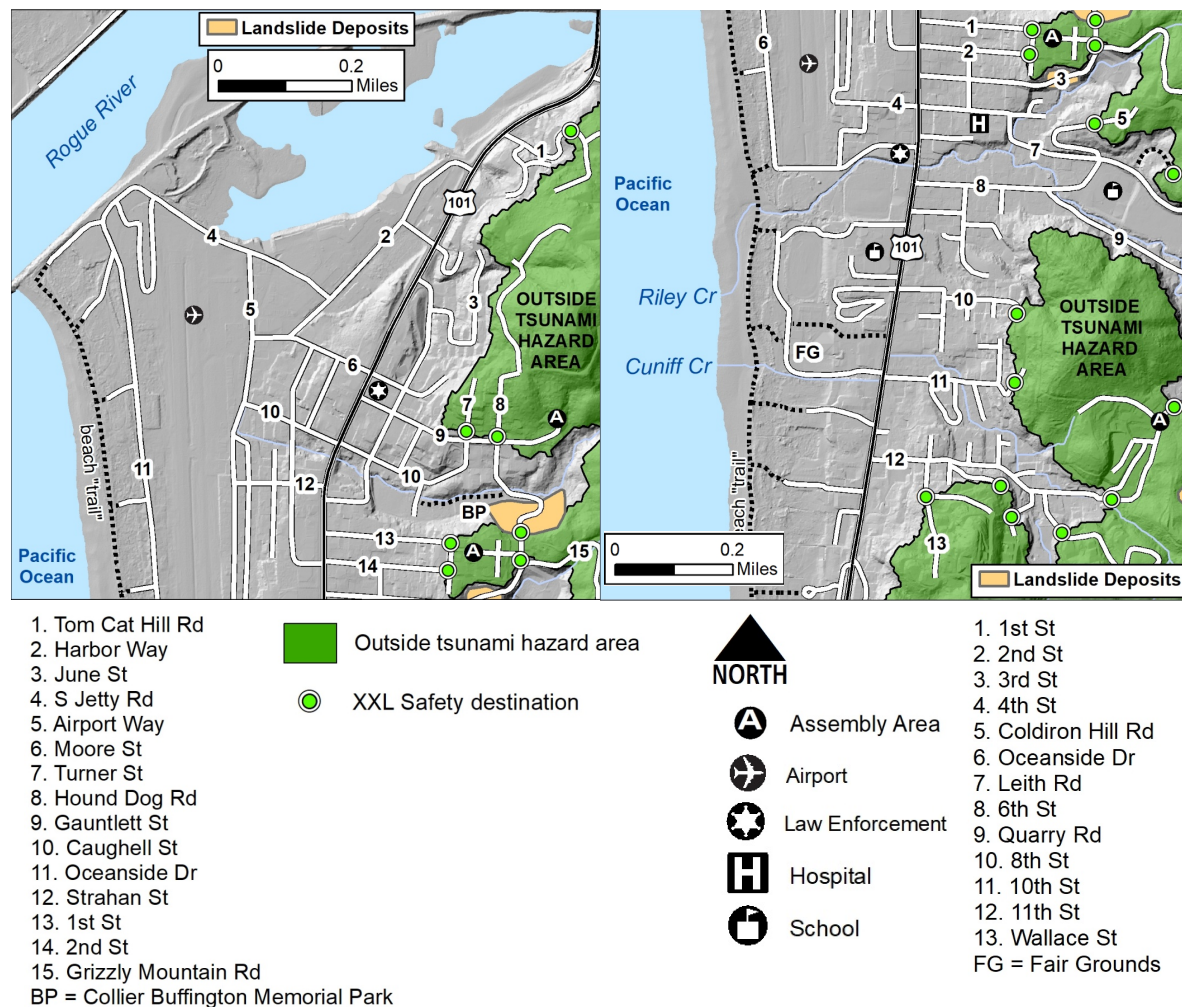 Landslide Deposits
0
0.2
Miles
Rogue River
1
101
4
2
5
3
OUTSIDE
TSUNAMI
HAZARD
AREA
6
7
8
10
9
A
beach "trail"
11
10
12
BP
13
A
15
14
Pacific
Ocean
6
1
A
2
3
4
H
5
7
Pacific
Ocean
8
9
101
Riley Cr
10
OUTSIDE
TSUNAMI
HAZARD
AREA
FG
Cuniff Cr
11
A
12
beach "trail"
0
0.2
Miles
13
Landslide Deposits
1. Tom Cat Hill Rd
2. Harbor Way
3. June St
4. S Jetty Rd
5. Airport Way
6. Moore St
7. Turner St
8. Hound Dog Rd
9. Gauntlett St
10. Caughell St
11. Oceanside Dr
12. Strahan St
13. 1st St
14. 2nd St
15. Grizzly Mountain Rd
BP = Collier Buffington Memorial Park
Outside tsunami hazard area
XXL Safety destination
NORTH
A Assembly Area
Airport
Law Enforcement
H Hospital
School
1. 1st St
2. 2nd St
3. 3rd St
4. 4th St
5. Coldiron Hill Rd
6. Oceanside Dr
7. Leith Rd
8. 6th St
9. Quarry Rd
10. 8th St
11. 10th St
12. 11th St
13. Wallace St
FG = Fair Grounds